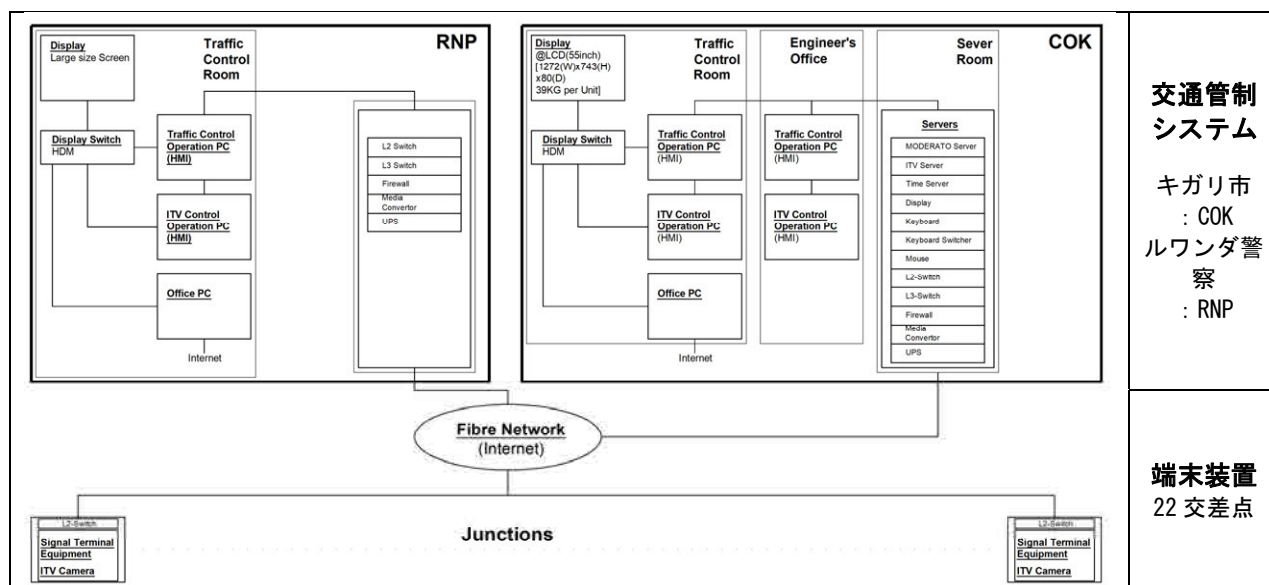 RNP
Display
Large size Screen
Traffic
Control
Room
Display Switch
HDM
Traffic Control
Operation PC
(HMI)
ITV Control
Operation PC
(HMI)
Office PC
Internet
L2 Switch
L3 Switch
Firewall
Media
Convertor
UPS
COK
Display
@LCD(55inch)
[1272(W)x743(H)
x80(D)
39KG per Unit]
Traffic
Control
Room
Engineer's
Office
Sever
Room
Display Switch
HDM
Traffic Control
Operation PC
(HMI)
ITV Control
Operation PC
(HMI)
Office PC
Internet
Traffic Control
Operation PC
(HMI)
ITV Control
Operation PC
(HMI)
Servers
MODERATO Server
ITV Server
Time Server
Display
Keyboard
Keyboard Switcher
Mouse
L2-Switch
L3-Switch
Firewall
Media
Convertor
UPS
交通管制
システム
キガリ市
：COK
ルワンダ警
察
：RNP
Fibre Network
(Internet)
L2-Switch
Signal Terminal
Equipment
ITV Camera
Junctions
L2-Switch
Signal Terminal
Equipment
ITV Camera
端末装置
22 交差点